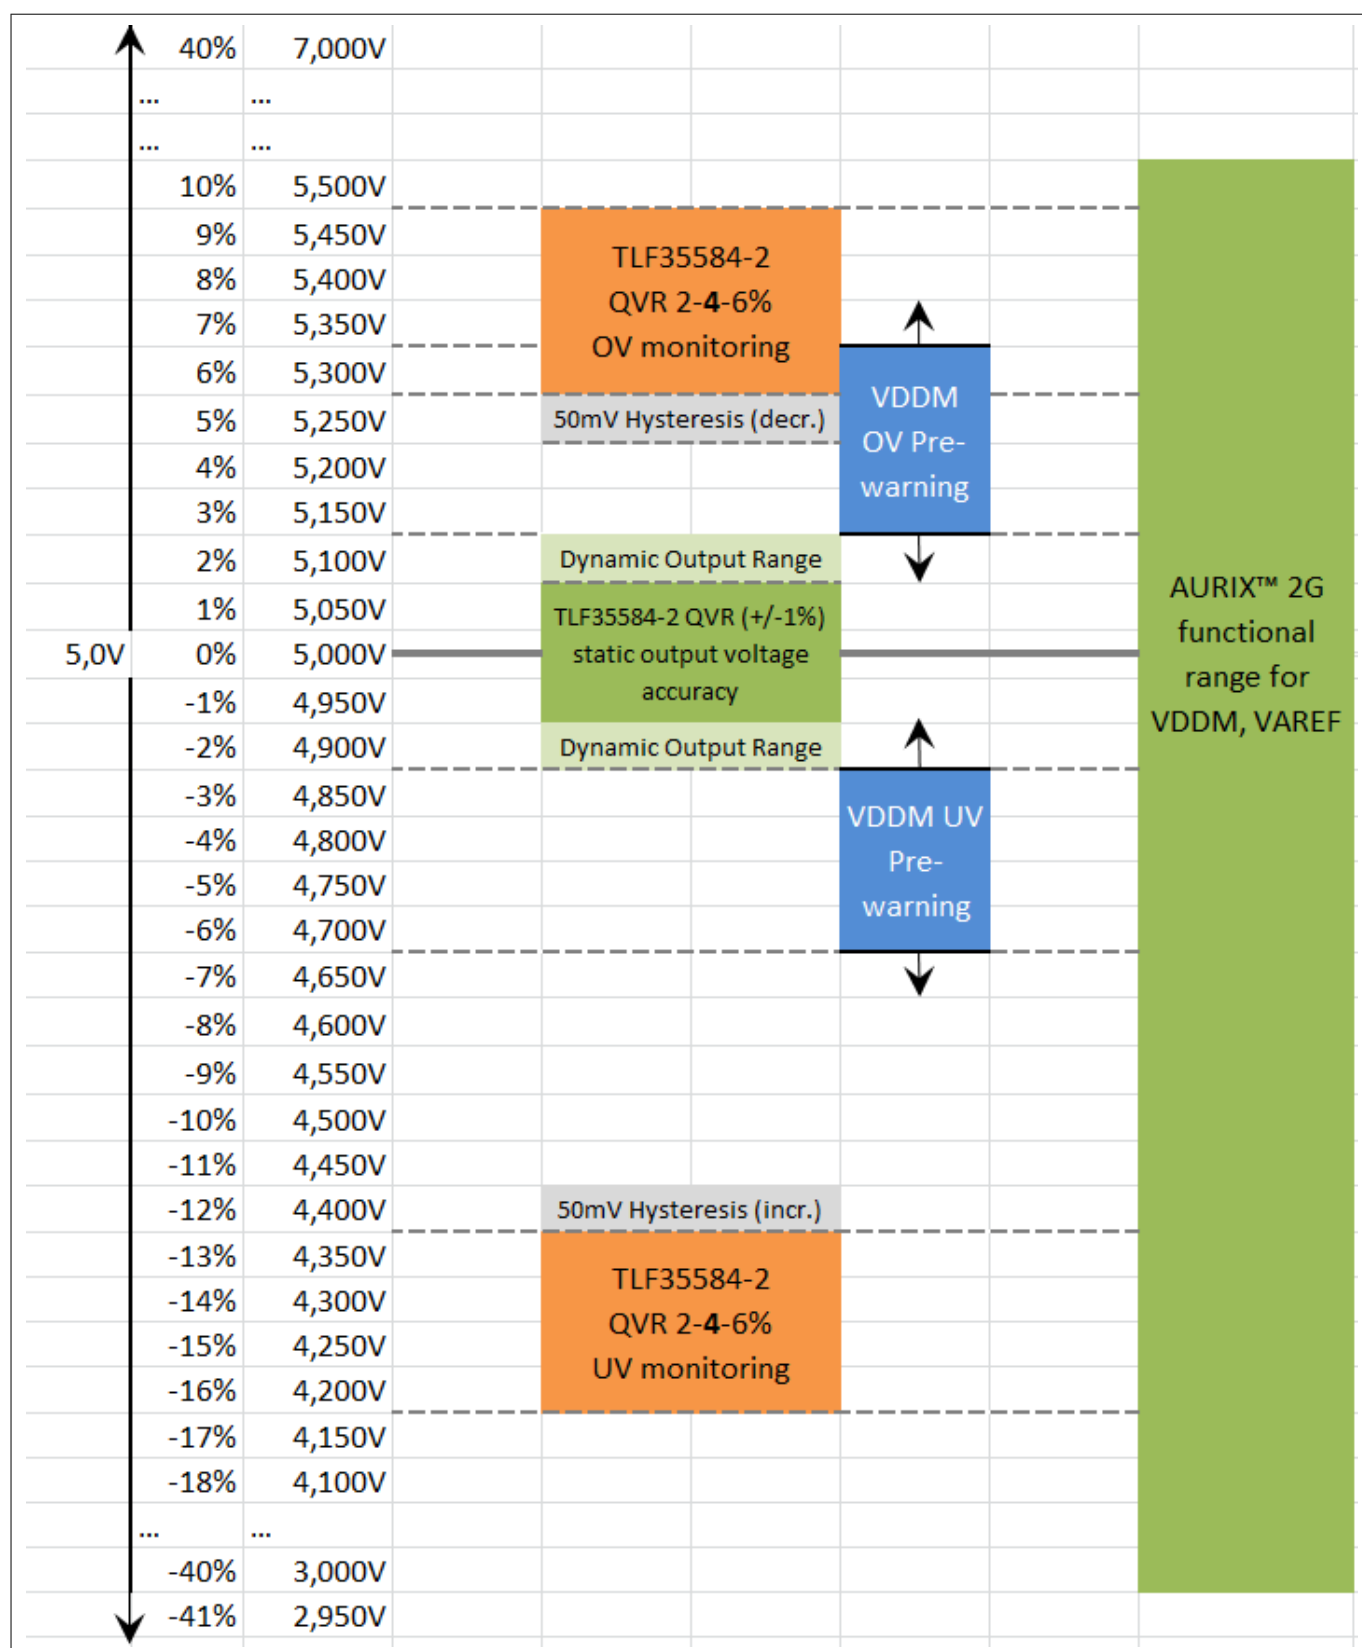 40% 7,000V
... ...
... ...
10% 5,500V
9% 5,450V
8% 5,400V
7% 5,350V
6% 5,300V
5% 5,250V
4% 5,200V
3% 5,150V
2% 5,100V
1% 5,050V
5,0V 0% 5,000V
-1% 4,950V
-2% 4,900V
-3% 4,850V
-4% 4,800V
-5% 4,750V
-6% 4,700V
-7% 4,650V
-8% 4,600V
-9% 4,550V
-10% 4,500V
-11% 4,450V
-12% 4,400V
-13% 4,350V
-14% 4,300V
-15% 4,250V
-16% 4,200V
-17% 4,150V
-18% 4,100V
... ...
-40% 3,000V
-41% 2,950V
TLF35584-2
QVR 2-4-6%
OV monitoring
50mV Hysteresis (decr.)
Dynamic Output Range
TLF35584-2 QVR (+/-1%)
static output voltage
accuracy
Dynamic Output Range
50mV Hysteresis (incr.)
TLF35584-2
QVR 2-4-6%
UV monitoring
VDDM
OV Pre-
warning
VDDM UV
Pre-
warning
AURIX™ 2G
functional
range for
VDDM, VAREF